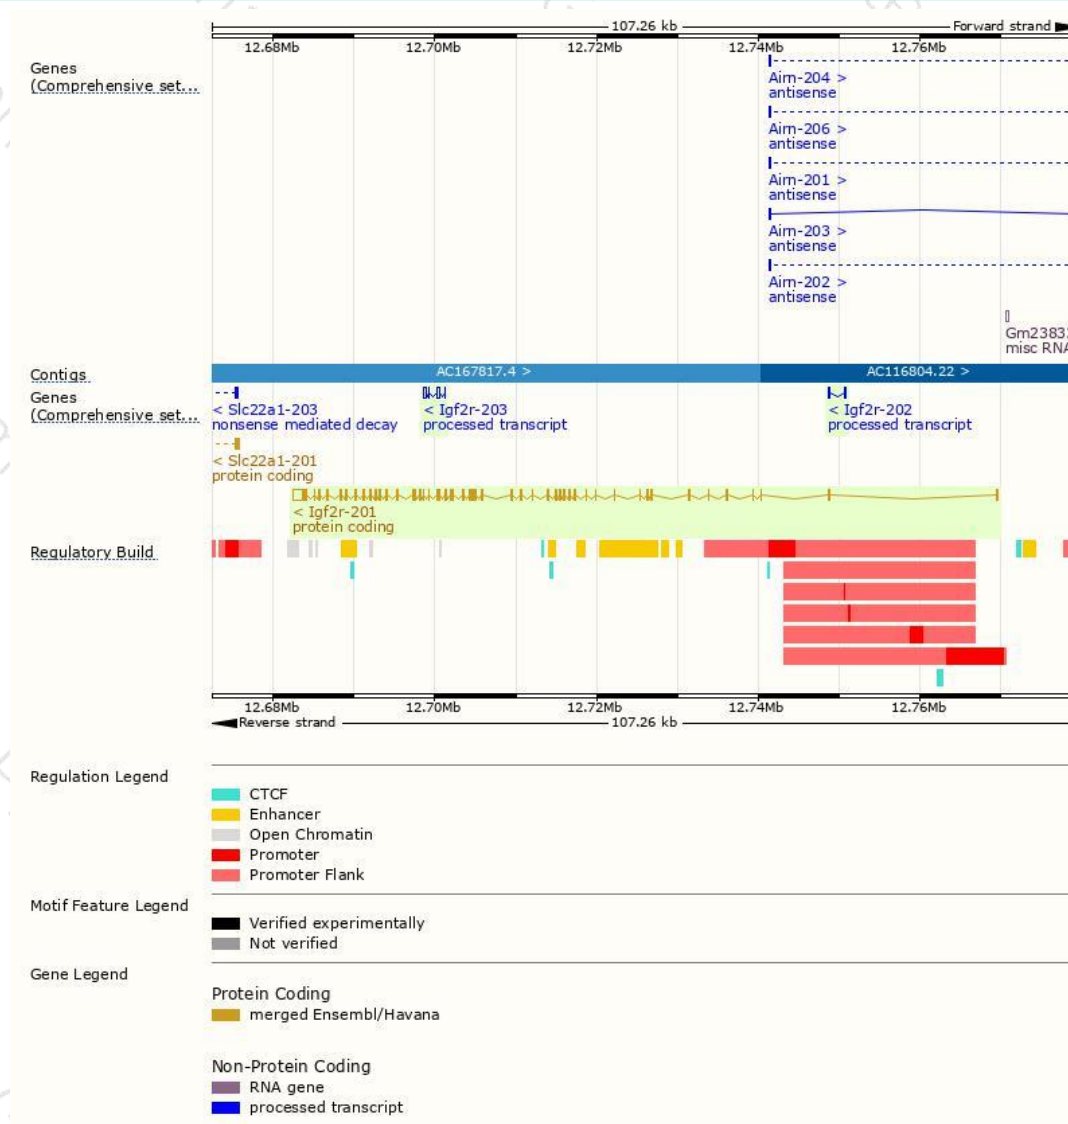 107.26 kb
Forward strand
12.68Mb 12.70Mb 12.72Mb 12.74Mb 12.76Mb
Genes
(Comprehensive set...
Airn-204 >
antisense
Airn-206 >
antisense
Airn-201 >
antisense
Airn-203 >
antisense
Airn-202 >
antisense
Gm2383
misc RNA
Contigs
AC167817.4 >
AC116804.22 >
Genes
(Comprehensive set...
< Slc22a1-203
nonsense mediated decay
< Igf2r-203
processed transcript
< Igf2r-202
processed transcript
< Slc22a1-201
protein coding
< Igf2r-201
protein coding
Regulatory Build
12.68Mb 12.70Mb 12.72Mb 12.74Mb 12.76Mb
Reverse strand
107.26 kb
Regulation Legend
CTCF
Enhancer
Open Chromatin
Promoter
Promoter Flank
Motif Feature Legend
Verified experimentally
Not verified
Gene Legend
Protein Coding
merged Ensembl/Havana
Non-Protein Coding
RNA gene
processed transcript